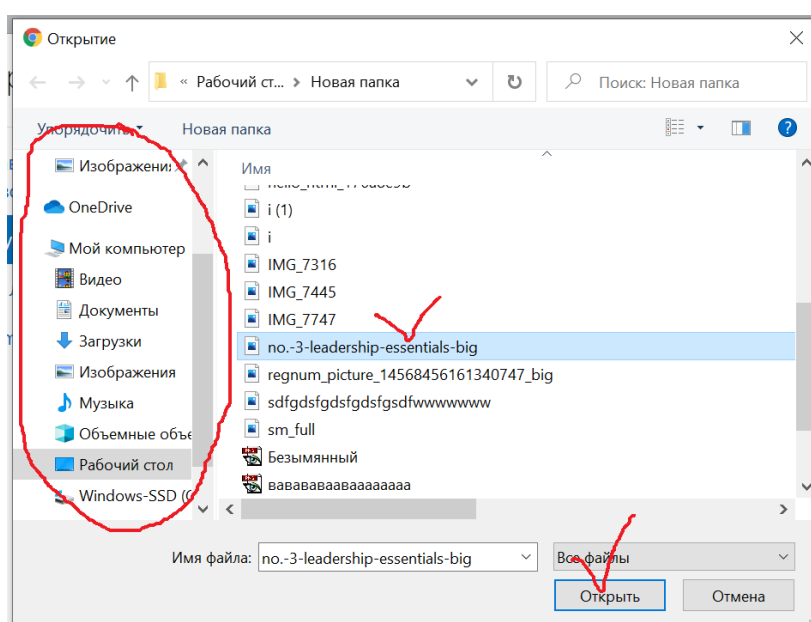 Открытие
« Рабочий ст... › Новая папка
Поиск: Новая папка
Упорядочить Новая папка
Изображения
OneDrive
Мой компьютер
Видео
Документы
Загрузки
Изображения
Музыка
Объемные объе
Рабочий стол
Windows-SSD (C
Имя
i (1)
i
IMG_7316
IMG_7445
IMG_7747
no.-3-leadership-essentials-big
regnum_picture_14568456161340747_big
sdfgdsfgdsfgdsfgsdfwwwwwww
sm_full
Безымянный
Имя файла: no.-3-leadership-essentials-big
Все файлы
Открыть Отмена